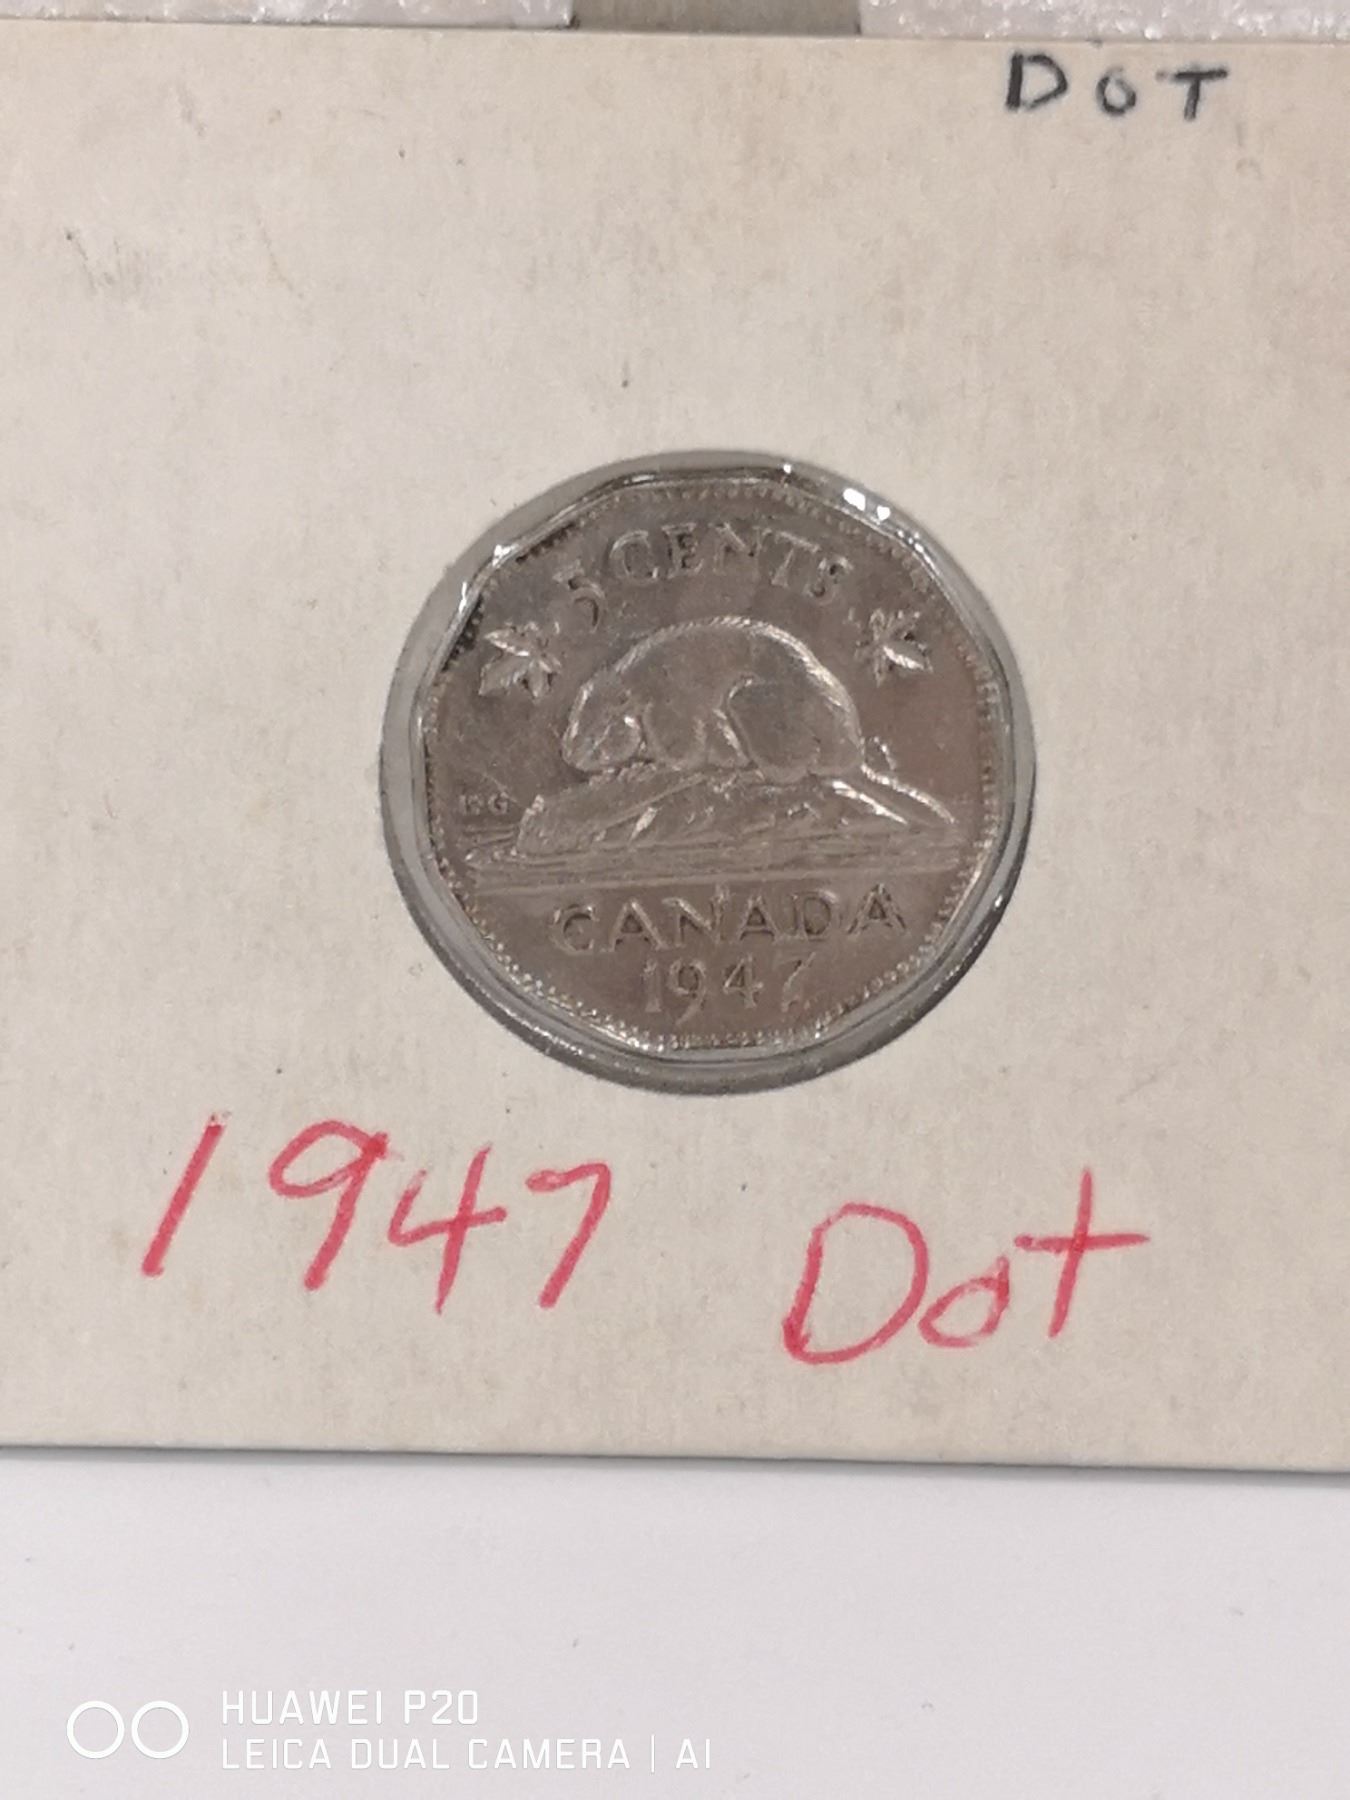 DOT
5 CENTS
KG
CANADA
1947
1947 Dot
HUAWEI P20
LEICA DUAL CAMERA | AI